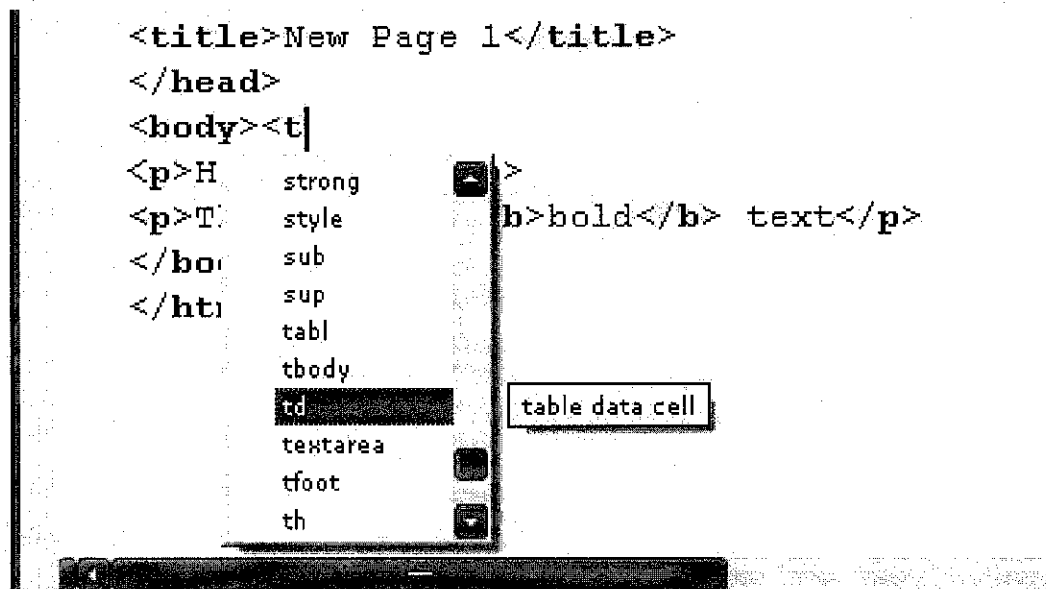 <title>New Page 1</title>
</head>
<body><t
<p>H >
<p>T b>bold</b> text</p>
</bo
</ht
strong
style
sub
sup
tabl
tbody
td
table data cell
textarea
tfoot
th